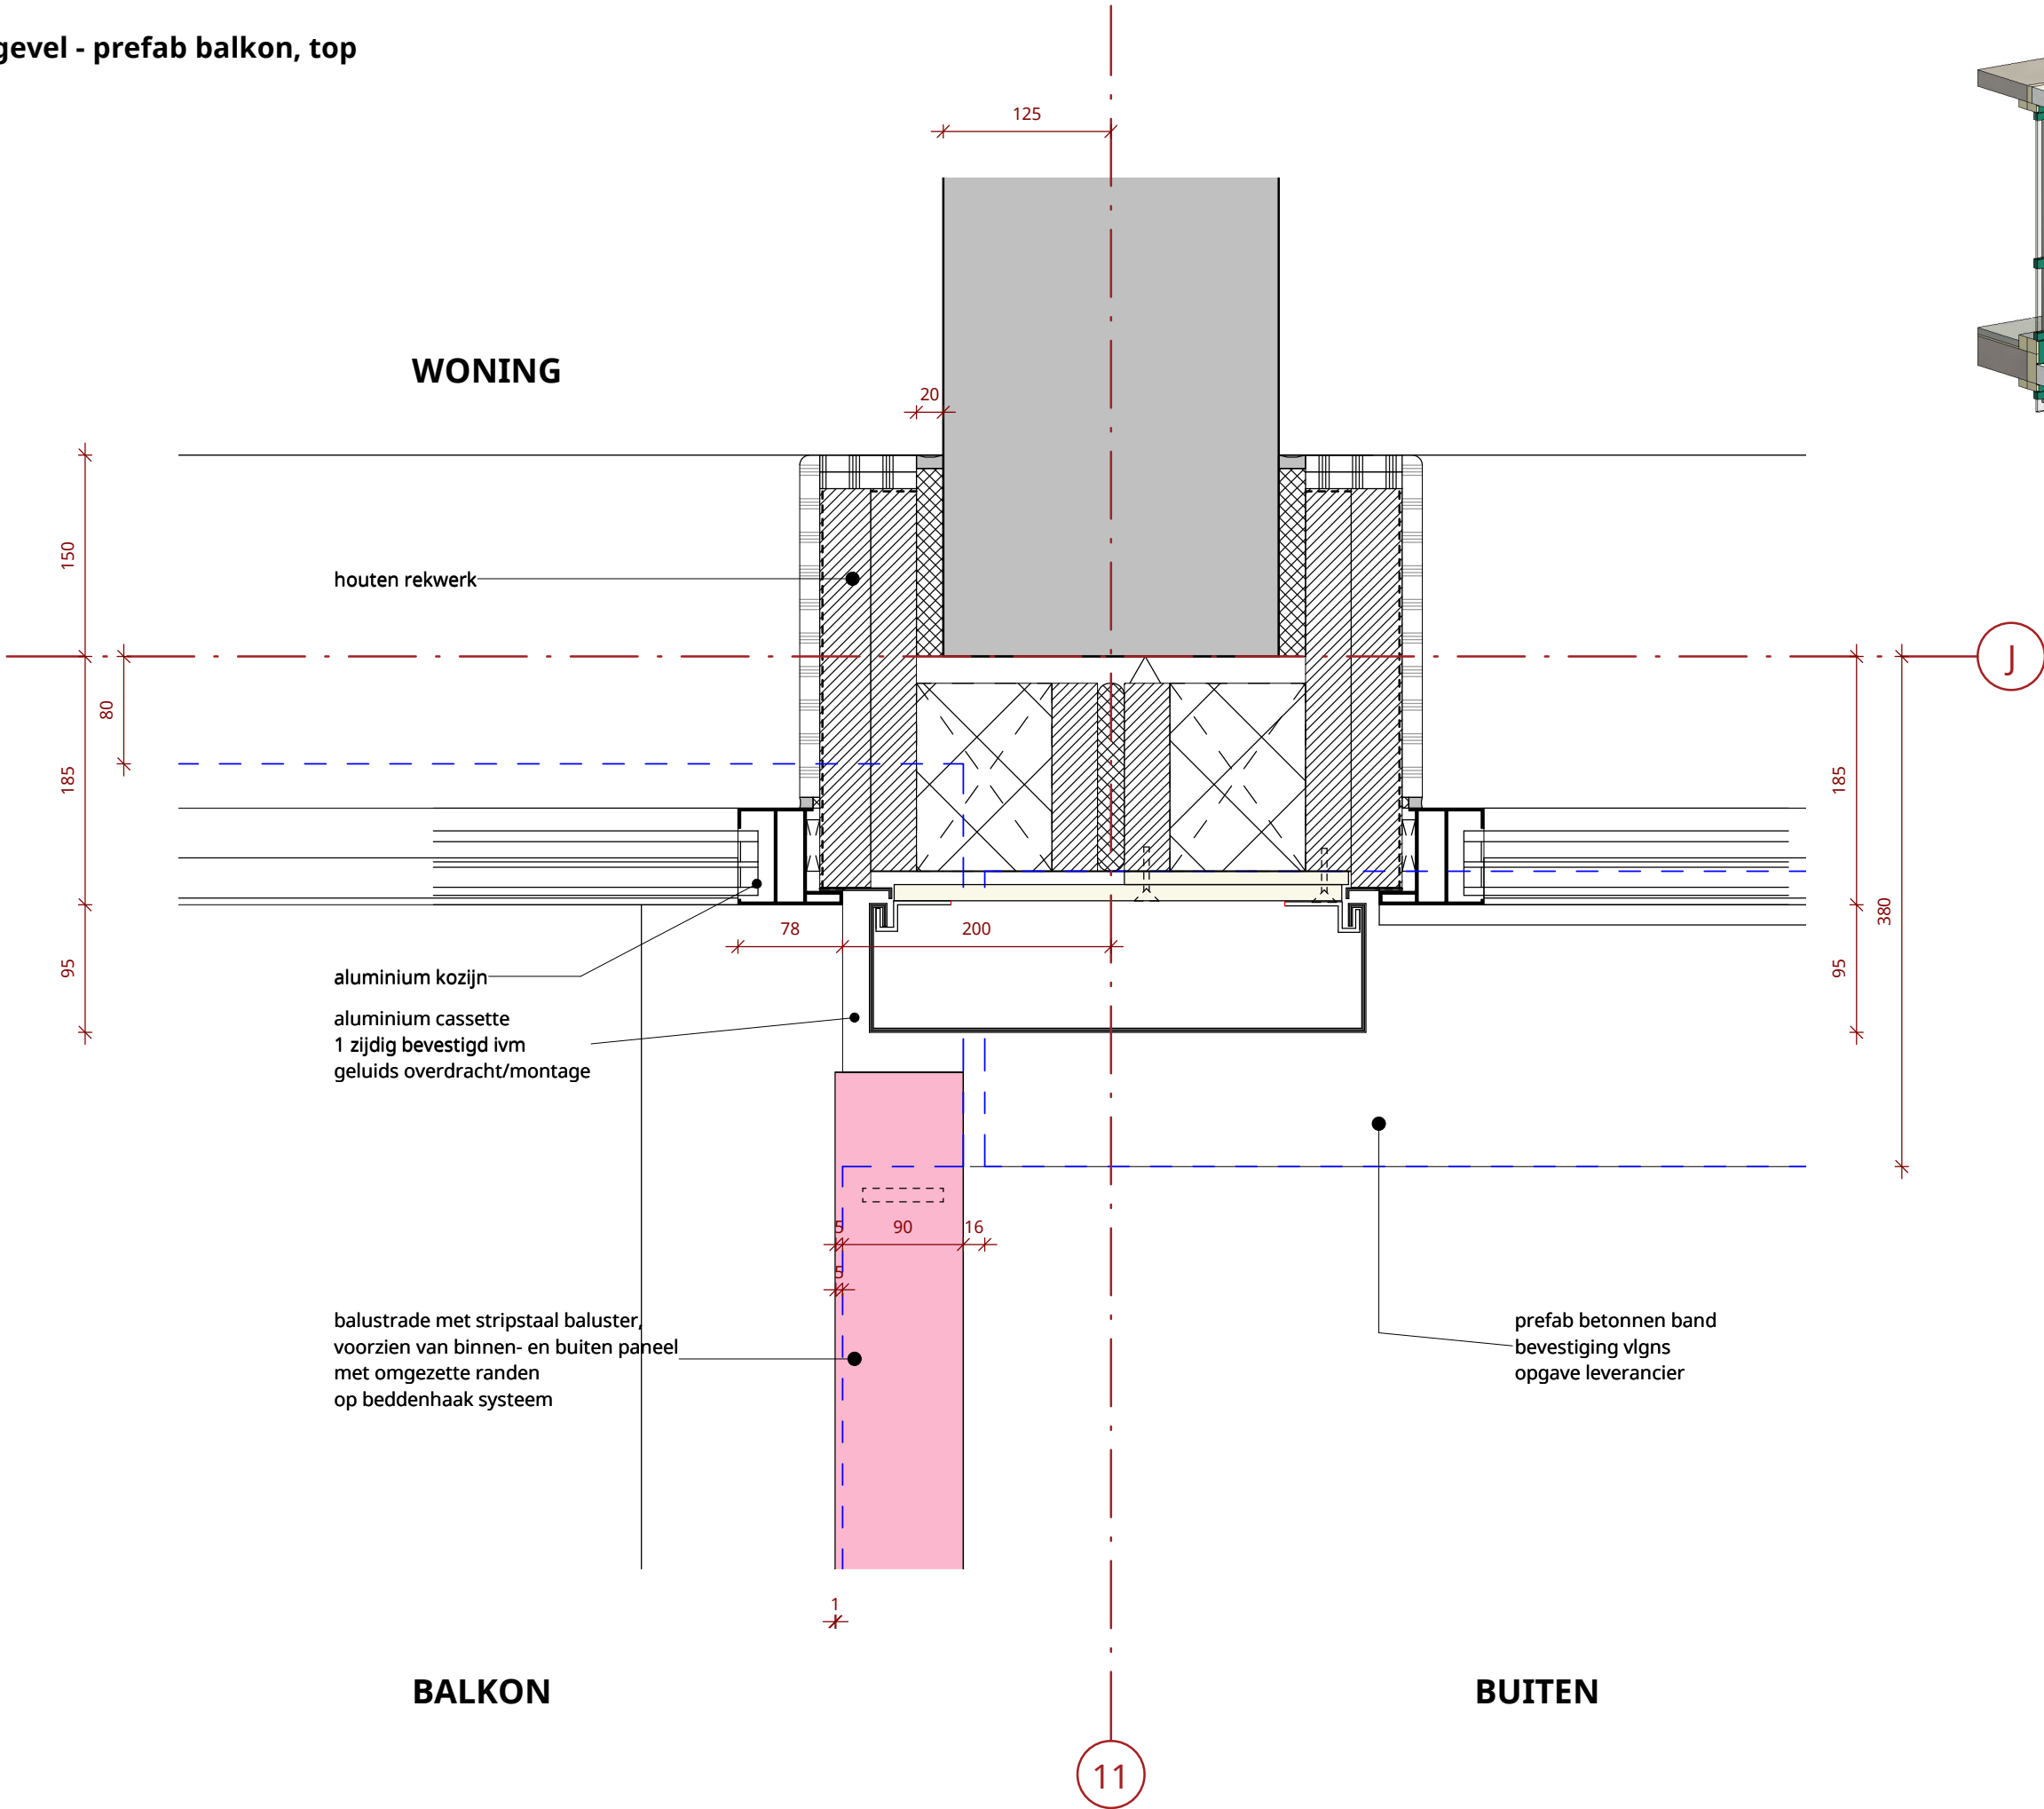 gevel - prefab balkon, top
125
WONING
20
150
houten rekwerk
J
80
185
185
380
78
200
95
95
aluminium kozijn
aluminium cassette
1 zijdig bevestigd ivm
geluids overdracht/montage
5
90
16
5
balustrade met stripstaal baluster,
voorzien van binnen- en buiten paneel
met omgezette randen
op beddenhaak systeem
prefab betonnen band
bevestiging vlgns
opgave leverancier
1
BALKON
BUITEN
11